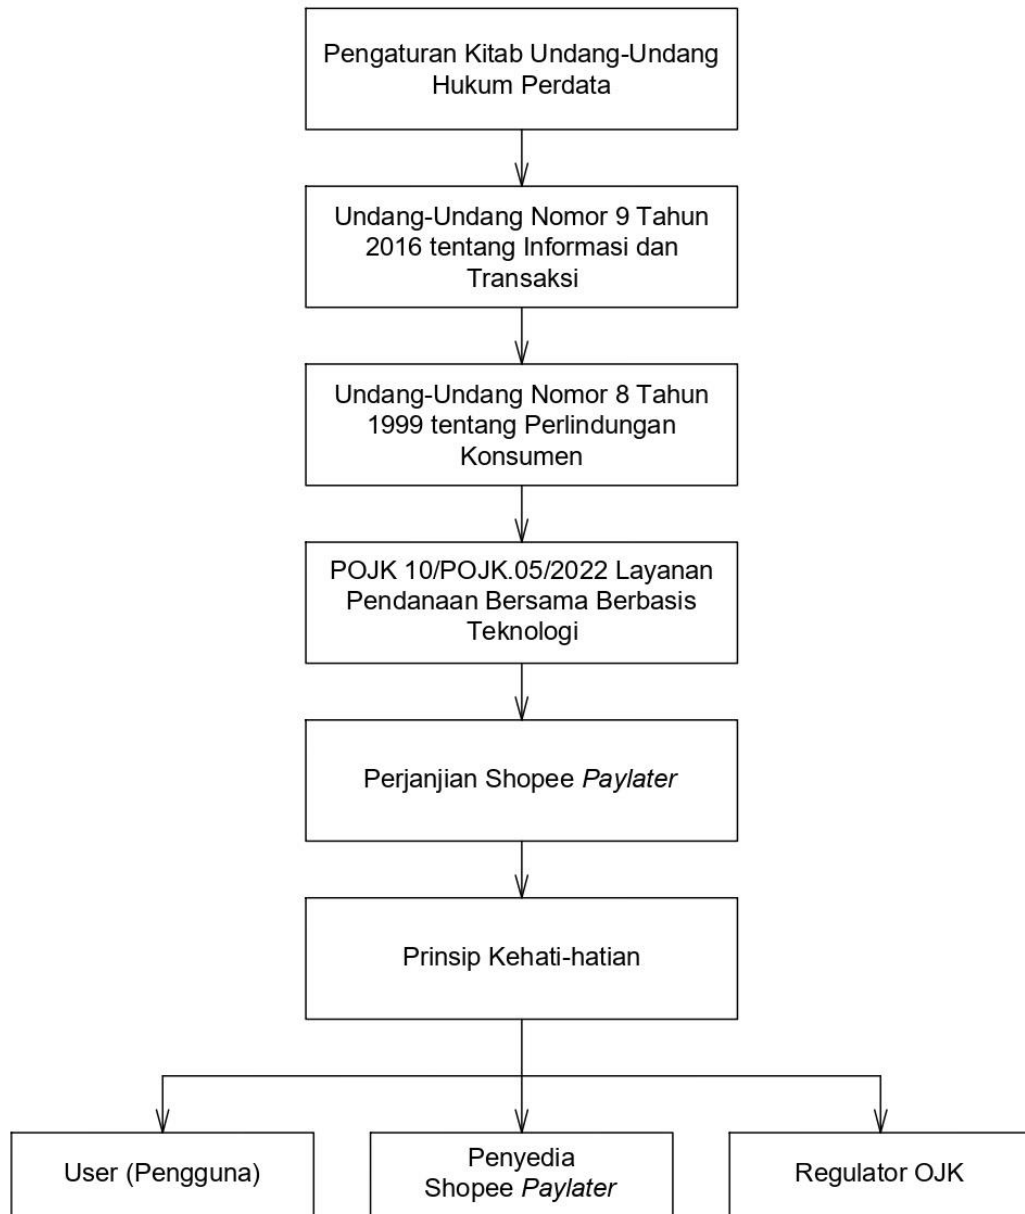 Pengaturan Kitab Undang-Undang
Hukum Perdata
Undang-Undang Nomor 9 Tahun
2016 tentang Informasi dan
Transaksi
Undang-Undang Nomor 8 Tahun
1999 tentang Perlindungan
Konsumen
POJK 10/POJK.05/2022 Layanan
Pendanaan Bersama Berbasis
Teknologi
Perjanjian Shopee Paylater
Prinsip Kehati-hatian
User (Pengguna)
Penyedia
Shopee Paylater
Regulator OJK